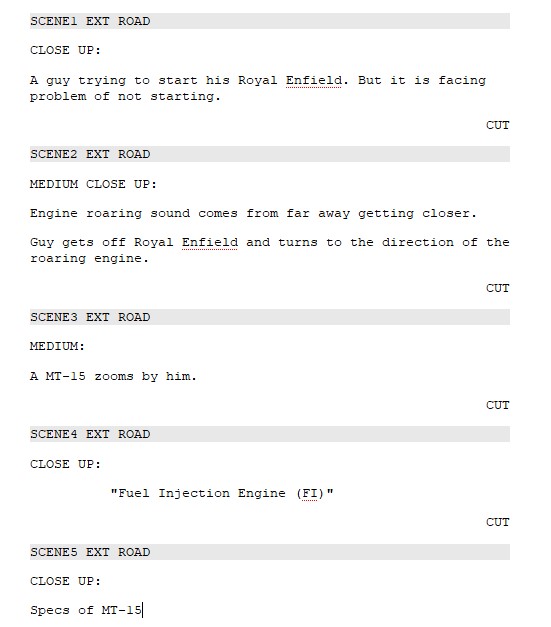 SCENE1 EXT ROAD
CLOSE UP:
A guy trying to start his Royal Enfield. But it is facing
problem of not starting.
CUT
SCENE2 EXT ROAD
MEDIUM CLOSE UP:
Engine roaring sound comes from far away getting closer.
Guy gets off Royal Enfield and turns to the direction of the
roaring engine.
CUT
SCENE3 EXT ROAD
MEDIUM:
A MT-15 zooms by him.
CUT
SCENE4 EXT ROAD
CLOSE UP:
"Fuel Injection Engine (FI)"
CUT
SCENE5 EXT ROAD
CLOSE UP:
Specs of MT-15